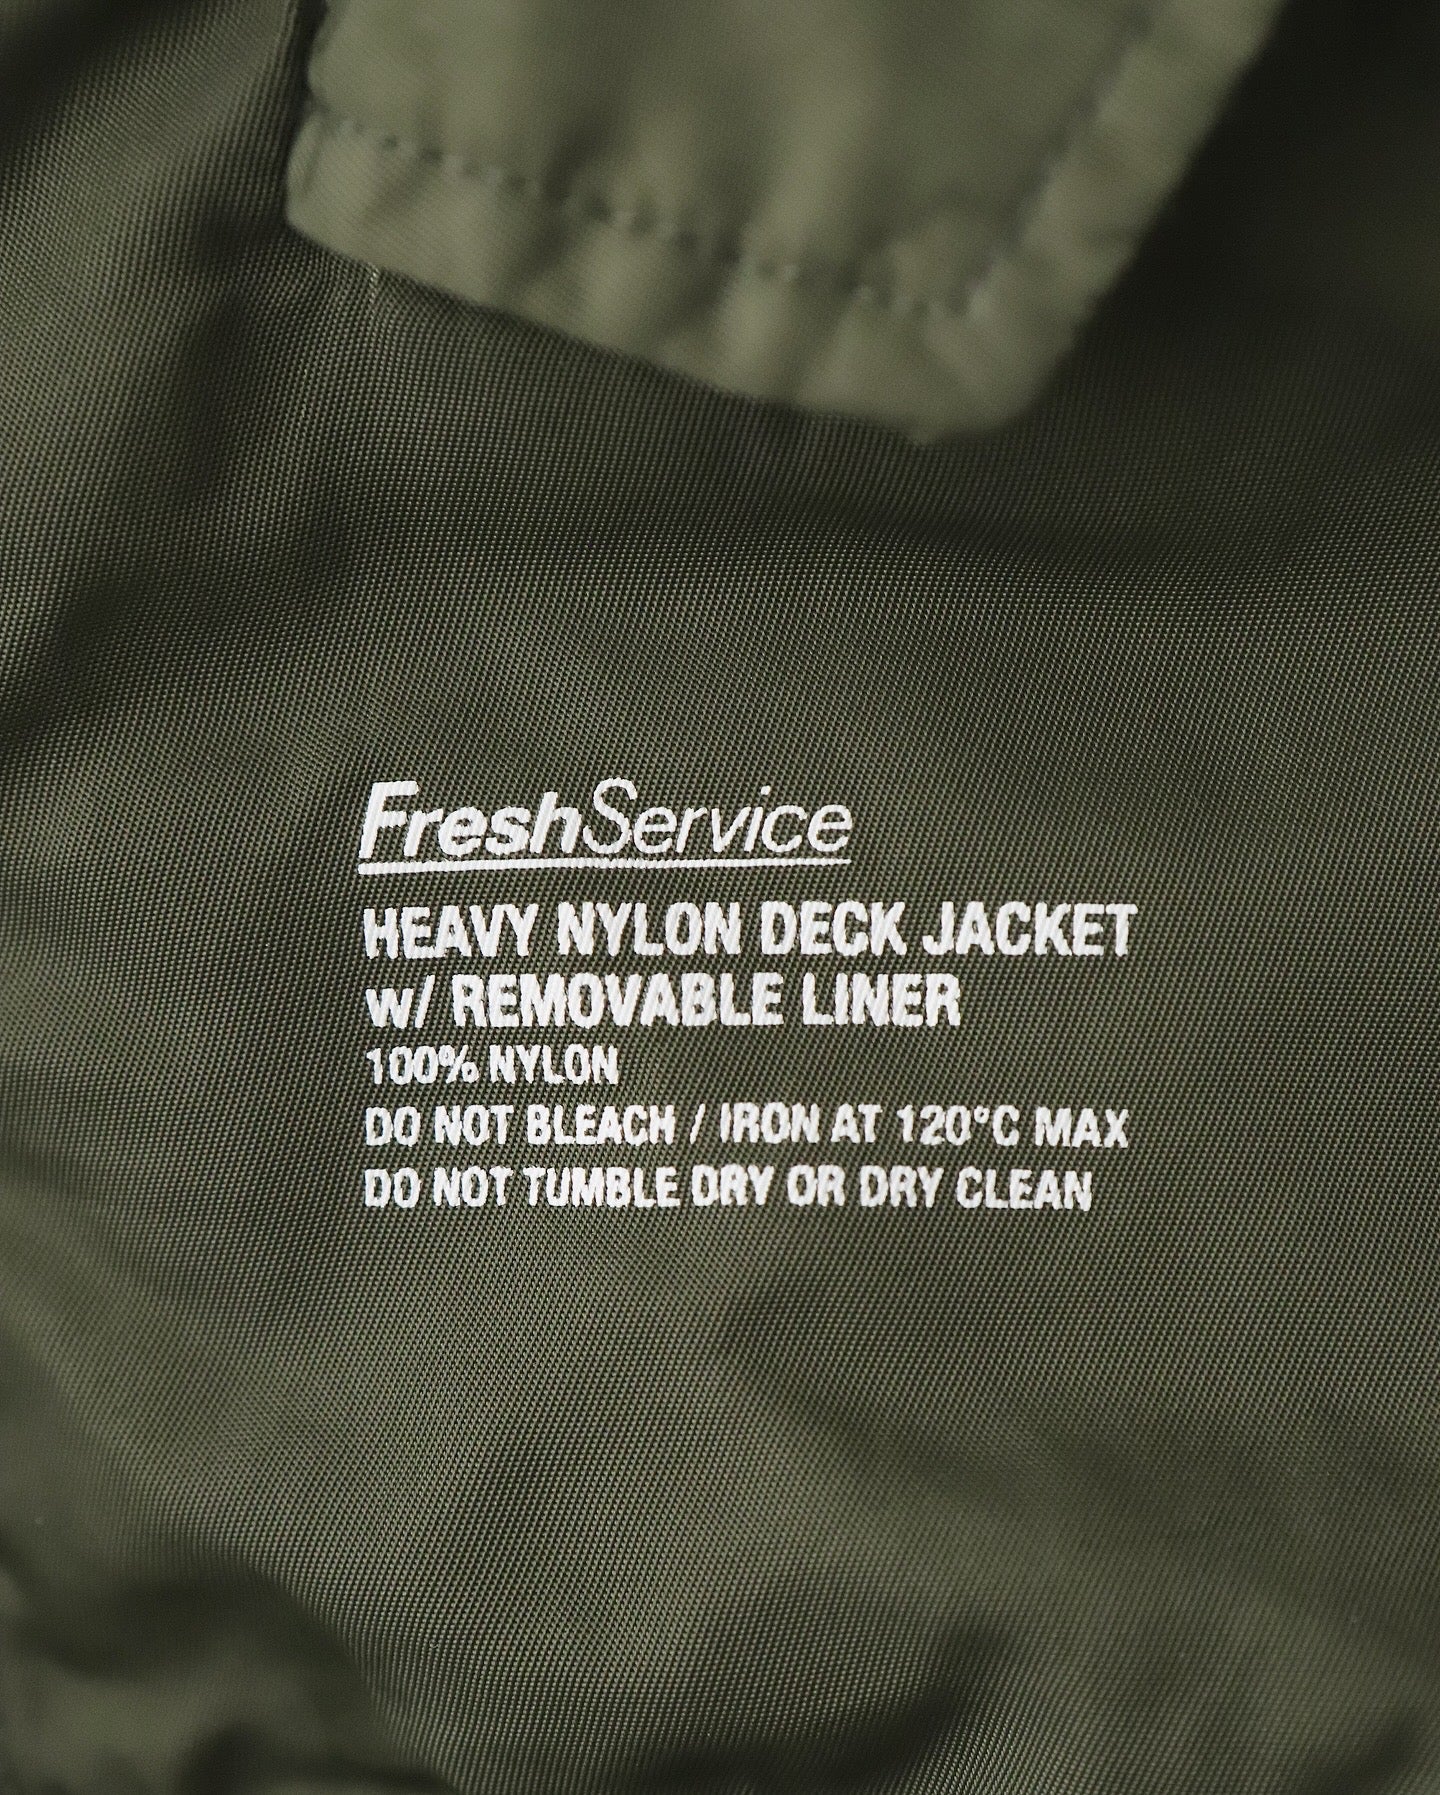 FreshService
HEAVY NYLON DECK JACKET
w/ REMOVABLE LINER
100% NYLON
DO NOT BLEACH / IRON AT 120°C MAX
DO NOT TUMBLE DRY OR DRY CLEAN